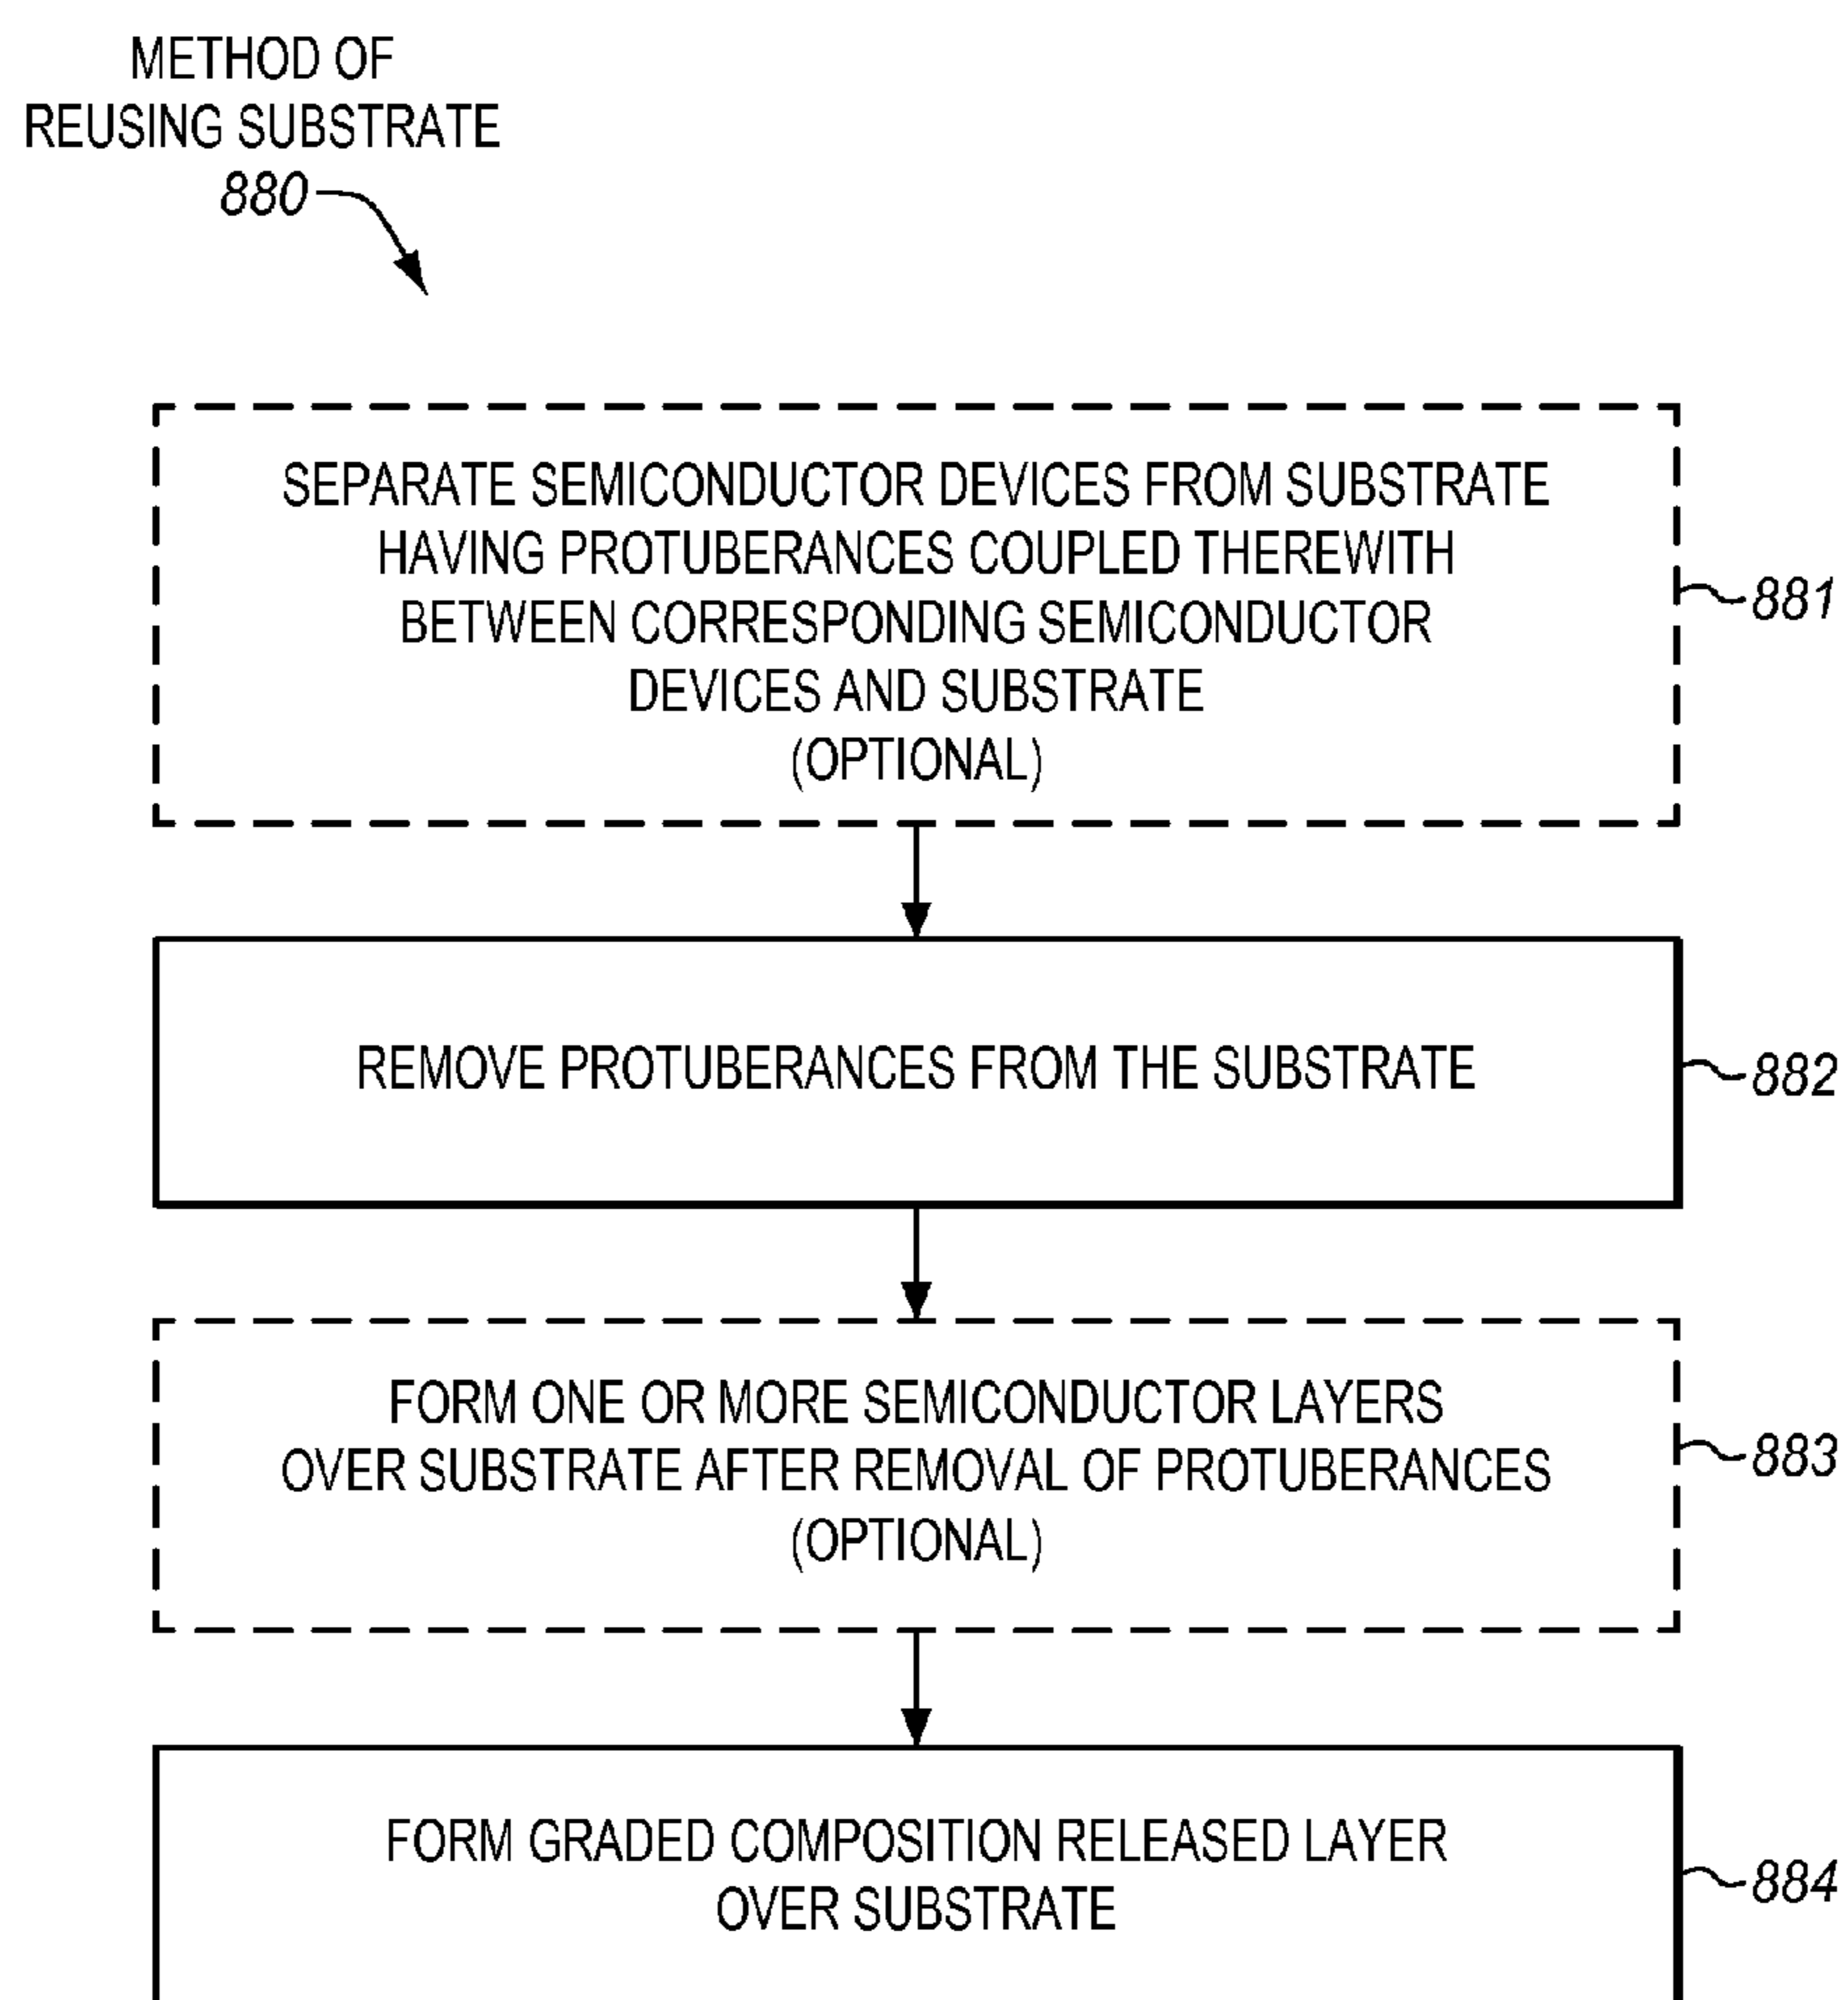 METHOD OF
REUSING SUBSTRATE
880
SEPARATE SEMICONDUCTOR DEVICES FROM SUBSTRATE
HAVING PROTUBERANCES COUPLED THEREWITH
BETWEEN CORRESPONDING SEMICONDUCTOR
DEVICES AND SUBSTRATE
(OPTIONAL)
881
REMOVE PROTUBERANCES FROM THE SUBSTRATE
882
FORM ONE OR MORE SEMICONDUCTOR LAYERS
OVER SUBSTRATE AFTER REMOVAL OF PROTUBERANCES
(OPTIONAL)
883
FORM GRADED COMPOSITION RELEASED LAYER
OVER SUBSTRATE
884